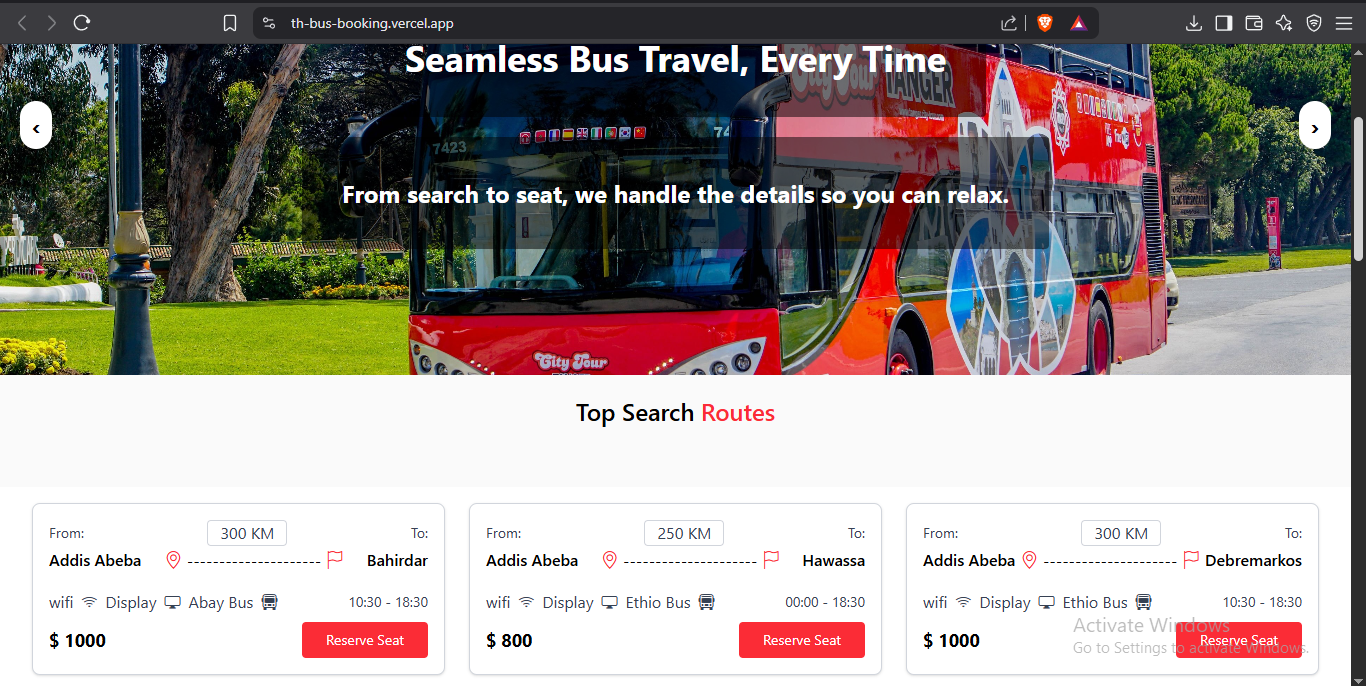 th-bus-booking.vercel.app
Seamless Bus Travel, Every Time
TANGER
7423
74
From search to seat, we handle the details so you can relax.
City Tour
‹
›
Top Search Routes
From: 300 KM To:
Addis Abeba --------------------- Bahirdar
wifi Display Abay Bus 10:30 - 18:30
$ 1000 Reserve Seat
From: 250 KM To:
Addis Abeba --------------------- Hawassa
wifi Display Ethio Bus 00:00 - 18:30
$ 800 Reserve Seat
From: 300 KM To:
Addis Abeba --------------------- Debremarkos
wifi Display Ethio Bus 10:30 - 18:30
$ 1000 Reserve Seat
Activate Windows
Go to Settings to activate Windows.